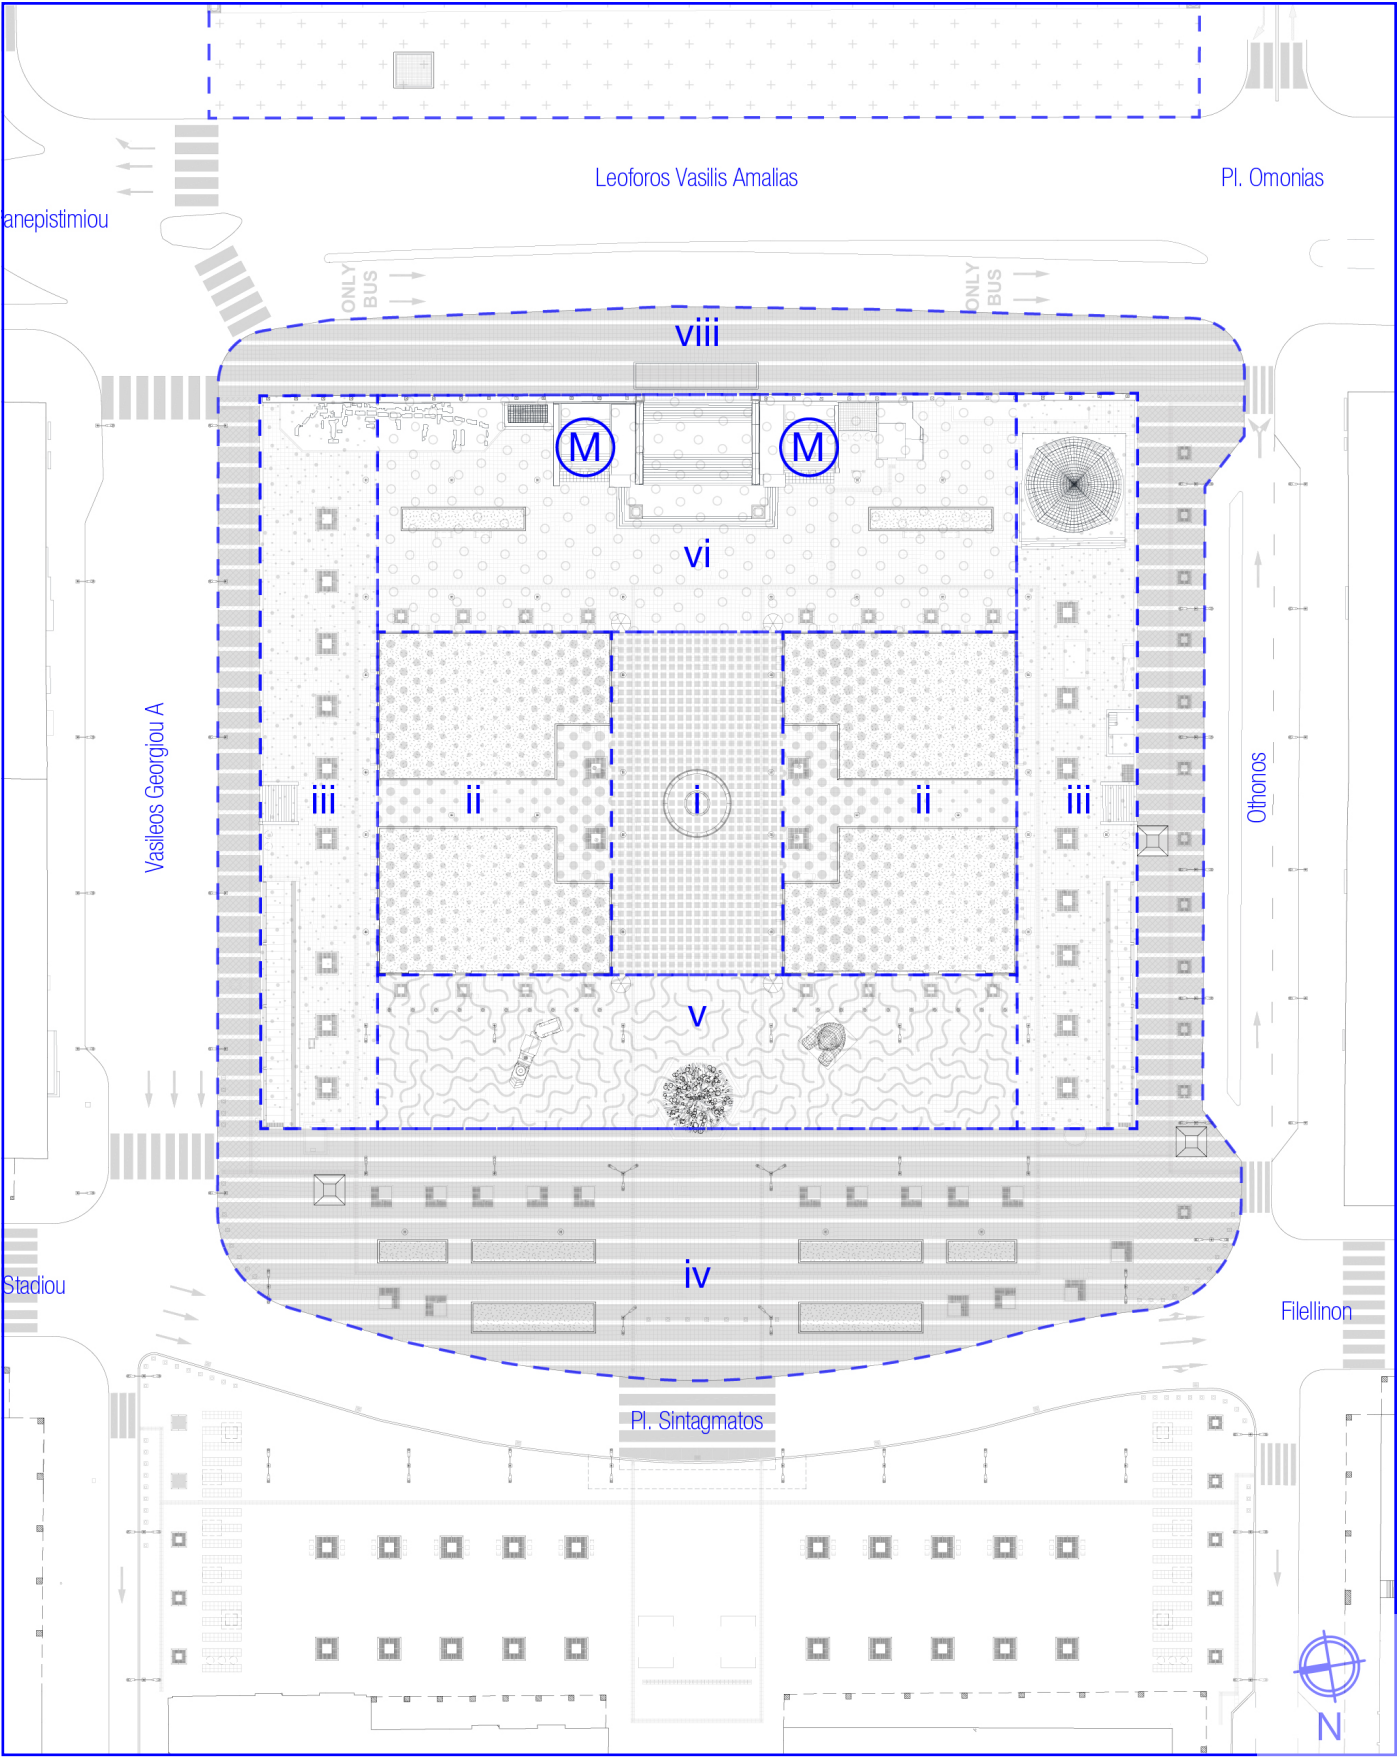 Leoforos Vasilis Amalias
Pl. Omonias
anepistimiou
ONLY
BUS
ONLY
BUS
viii
M
M
vi
Vasileos Georgiou A
iii
ii
i
ii
iii
Othonos
v
iv
Stadiou
Filellinon
Pl. Sintagmatos
N